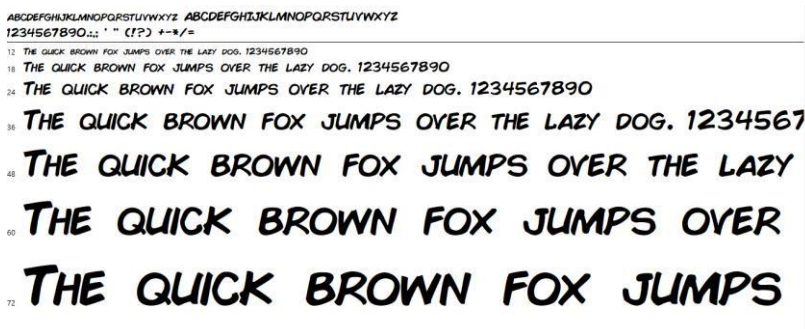 ABCDEFGHIJKLMNOPQRSTUVWXYZ ABCDEFGHIJKLMNOPQRSTUVWXYZ
1234567890.:,; ' " (!?) +-*/=
12 THE QUICK BROWN FOX JUMPS OVER THE LAZY DOG. 1234567890
18 THE QUICK BROWN FOX JUMPS OVER THE LAZY DOG. 1234567890
24 THE QUICK BROWN FOX JUMPS OVER THE LAZY DOG. 1234567890
36 THE QUICK BROWN FOX JUMPS OVER THE LAZY DOG. 1234567
48 THE QUICK BROWN FOX JUMPS OVER THE LAZY
60 THE QUICK BROWN FOX JUMPS OVER
72 THE QUICK BROWN FOX JUMPS